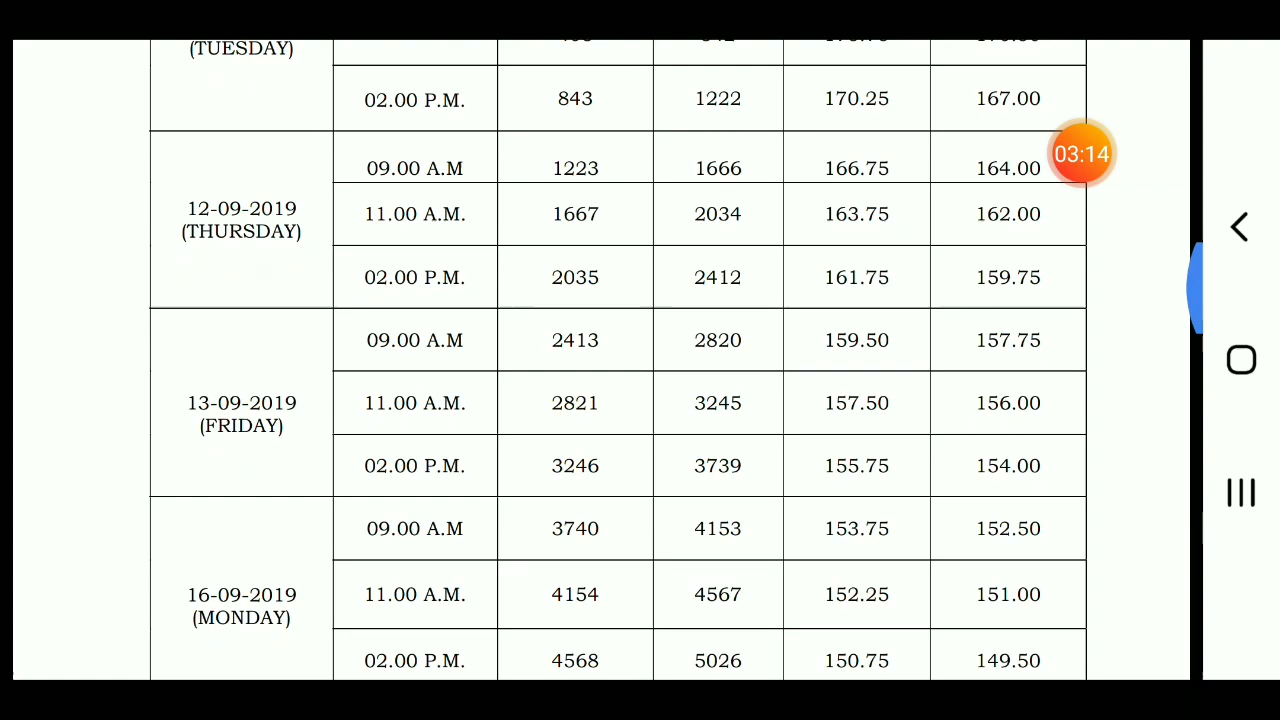 (TUESDAY)
02.00 P.M. 843 1222 170.25 167.00
09.00 A.M 1223 1666 166.75 164.00
03:14
12-09-2019
(THURSDAY)
11.00 A.M. 1667 2034 163.75 162.00
02.00 P.M. 2035 2412 161.75 159.75
09.00 A.M 2413 2820 159.50 157.75
13-09-2019
(FRIDAY)
11.00 A.M. 2821 3245 157.50 156.00
02.00 P.M. 3246 3739 155.75 154.00
09.00 A.M 3740 4153 153.75 152.50
16-09-2019
(MONDAY)
11.00 A.M. 4154 4567 152.25 151.00
02.00 P.M. 4568 5026 150.75 149.50